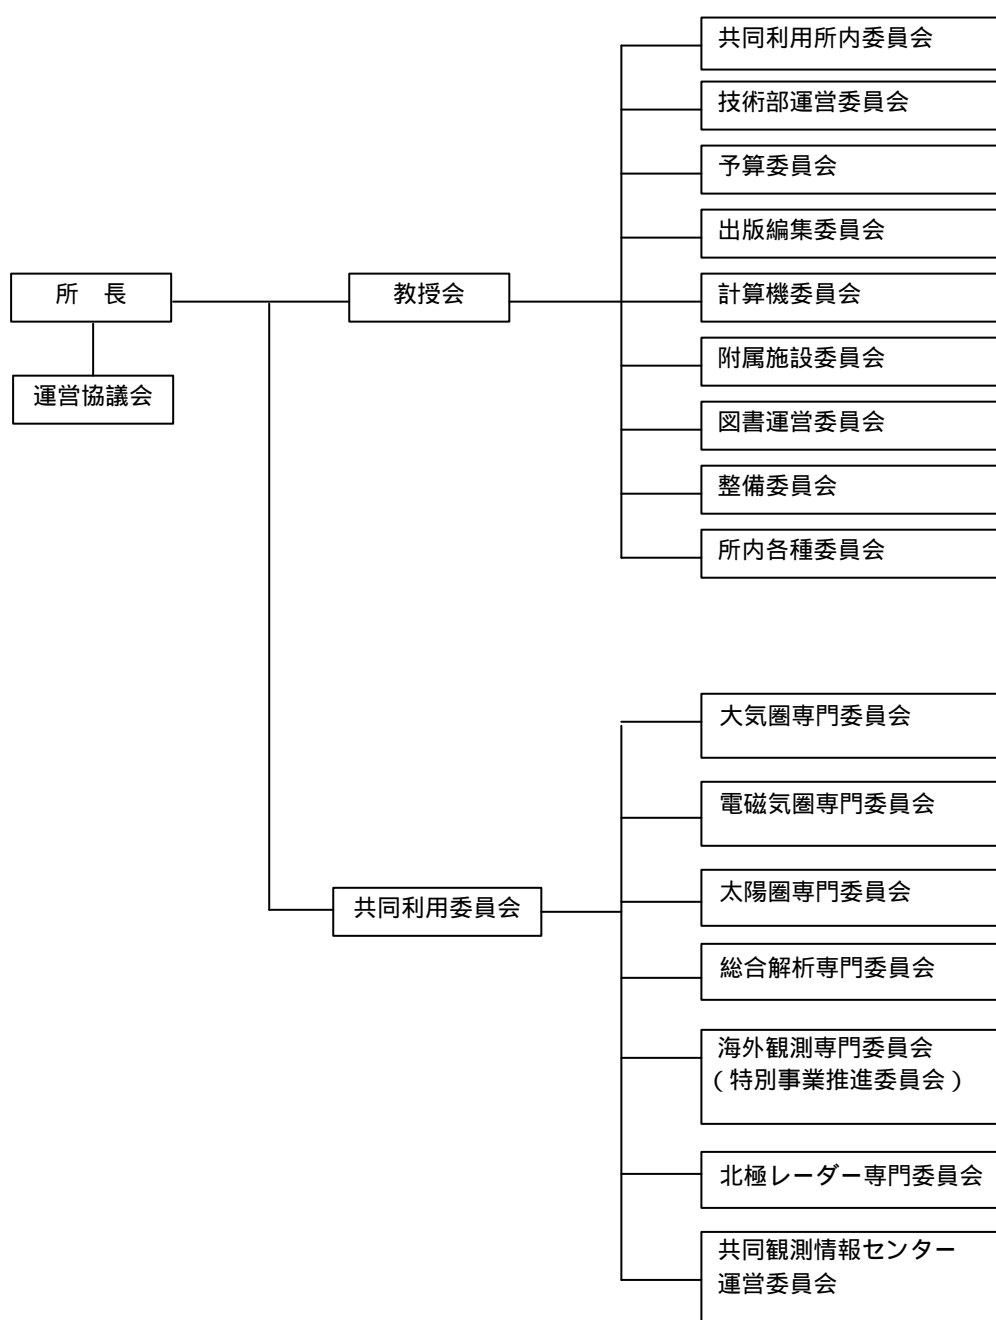 共同利用所内委員会
技術部運営委員会
予算委員会
出版編集委員会
所　長
教授会
計算機委員会
附属施設委員会
運営協議会
図書運営委員会
整備委員会
所内各種委員会
大気圏専門委員会
電磁気圏専門委員会
太陽圏専門委員会
共同利用委員会
総合解析専門委員会
海外観測専門委員会
(特別事業推進委員会)
北極レーダー専門委員会
共同観測情報センター
運営委員会